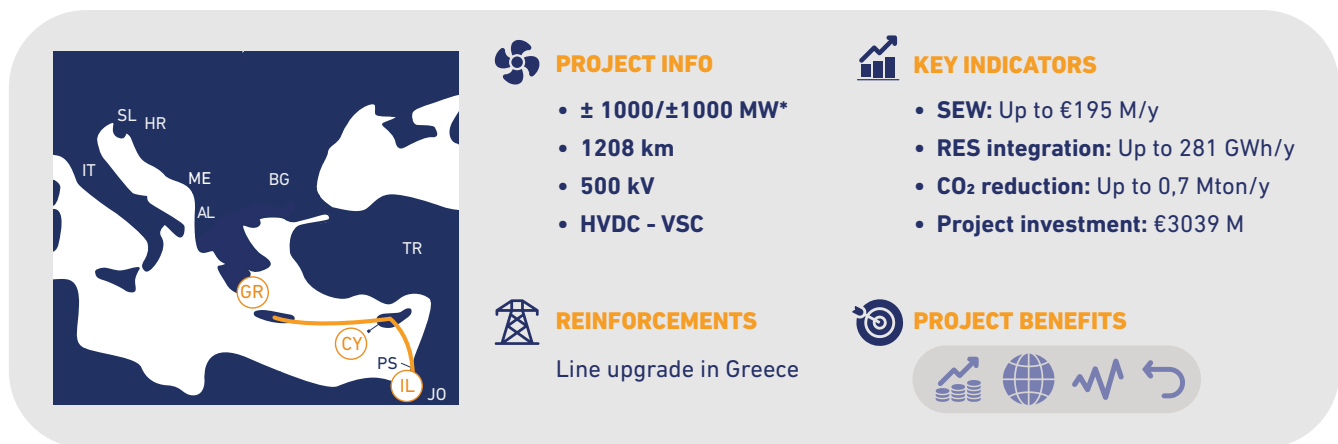 SL
HR
IT
ME
BG
AL
TR
GR
CY
PS
IL
JO
PROJECT INFO
• ± 1000/±1000 MW*
• 1208 km
• 500 kV
• HVDC - VSC
KEY INDICATORS
• SEW: Up to €195 M/y
• RES integration: Up to 281 GWh/y
• CO₂ reduction: Up to 0,7 Mton/y
• Project investment: €3039 M
REINFORCEMENTS
Line upgrade in Greece
PROJECT BENEFITS